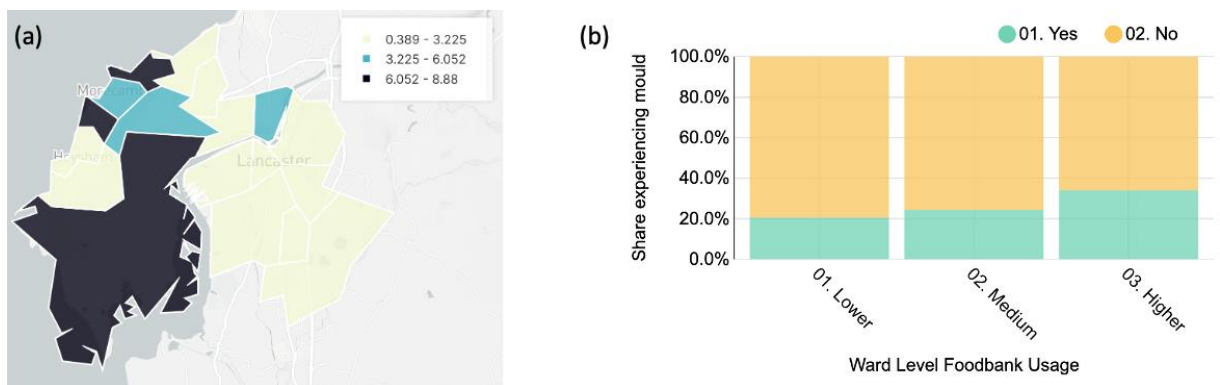 (a)
0.389 - 3.225
3.225 - 6.052
6.052 - 8.88
Lancaster
(b)
01. Yes
02. No
Share experiencing mould
100.0%
80.0%
60.0%
40.0%
20.0%
0.0%
01. Lower
02. Medium
03. Higher
Ward Level Foodbank Usage